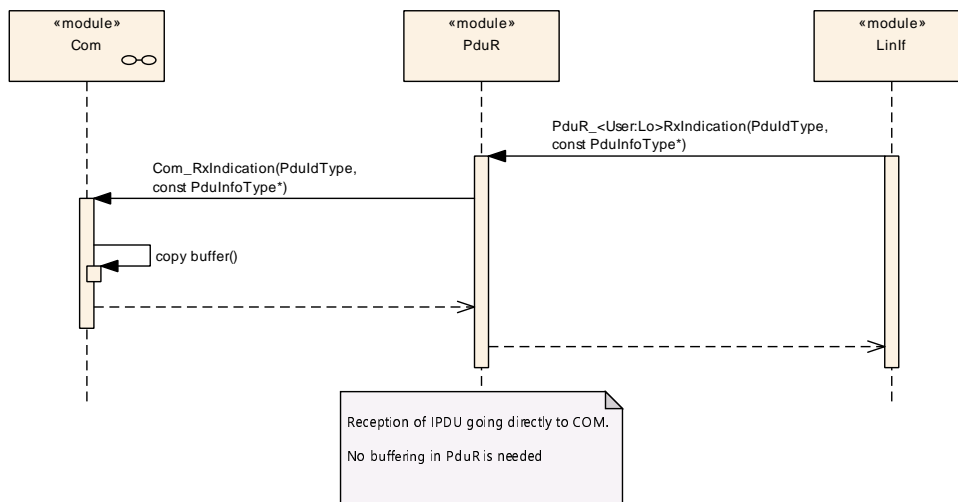 «module»
Com
«module»
PduR
«module»
LinIf
PduR_<User:Lo>RxIndication(PduIdType,
const PduInfoType*)
Com_RxIndication(PduIdType,
const PduInfoType*)
copy buffer()
Reception of IPDU going directly to COM.
No buffering in PduR is needed